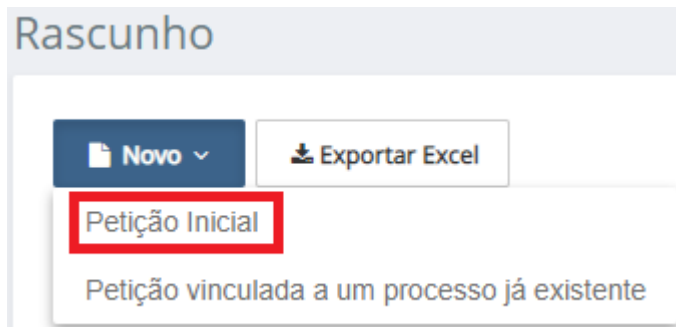 Rascunho
Novo
Exportar Excel
Petição Inicial
Petição vinculada a um processo já existente